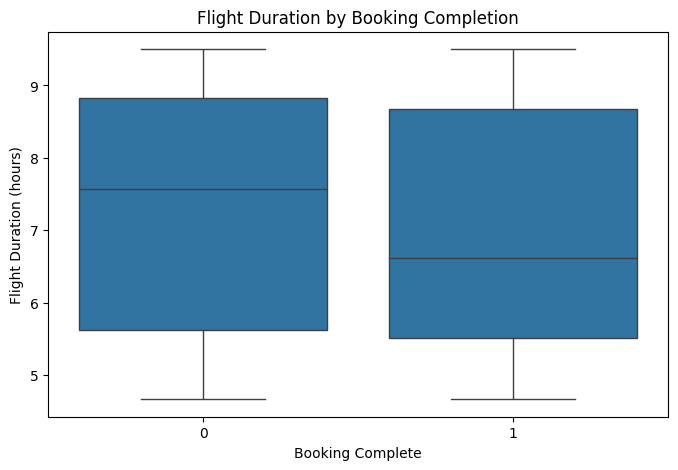 Flight Duration by Booking Completion
Flight Duration (hours)
9
8
7
6
5
0 1
Booking Complete